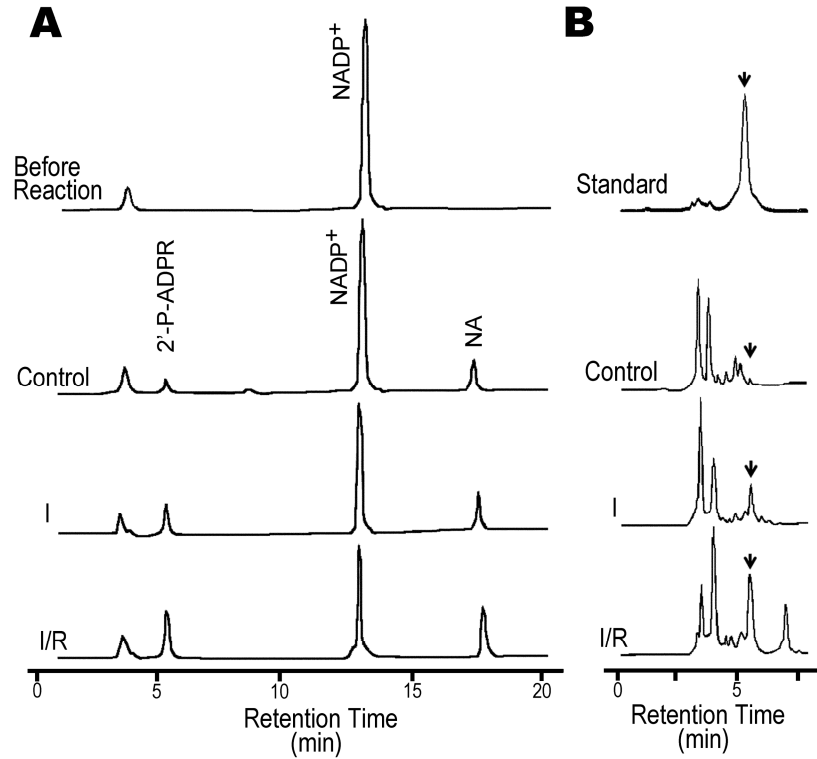 A
NADP+
Before
Reaction
2'-P-ADPR
NADP+
NA
Control
I
I/R
0 5 10 15 20
Retention Time
(min)
B
Standard
Control
I
I/R
0 5
Retention Time
(min)